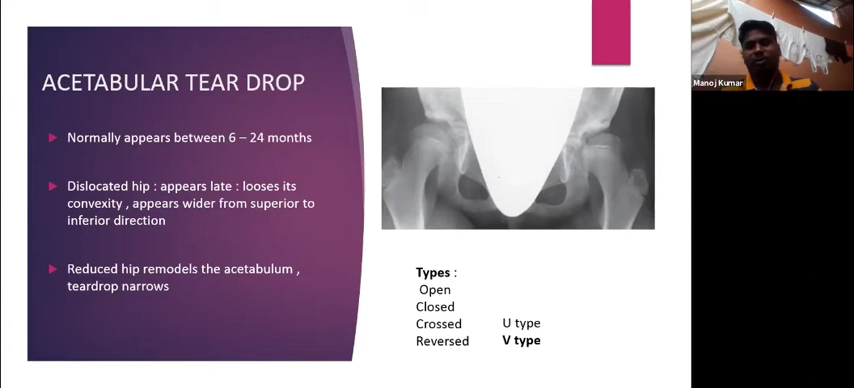 ACETABULAR TEAR DROP
Normally appears between 6 – 24 months
Dislocated hip : appears late : looses its
convexity , appears wider from superior to
inferior direction
Reduced hip remodels the acetabulum ,
teardrop narrows
Types :
Open
Closed
Crossed
Reversed
U type
V type
Manoj Kumar